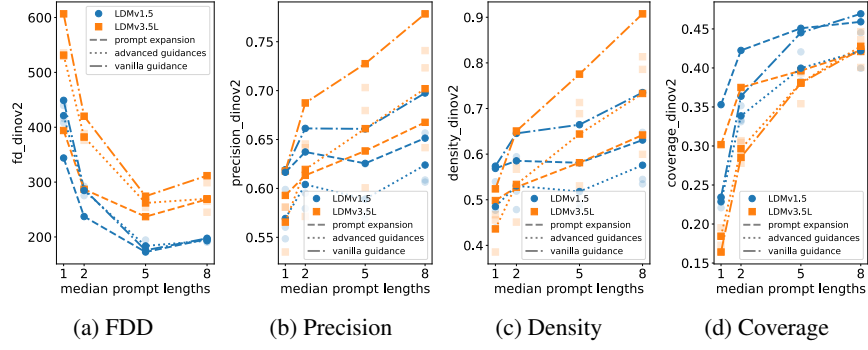 fd_dinov2
600
500
400
300
200
1 2 5 8
median prompt lengths
LDMv1.5
LDMv3.5L
prompt expansion
advanced guidances
vanilla guidance
(a) FDD
precision_dinov2
0.75
0.70
0.65
0.60
0.55
1 2 5 8
median prompt lengths
LDMv1.5
LDMv3.5L
prompt expansion
advanced guidances
vanilla guidance
(b) Precision
density_dinov2
0.9
0.8
0.7
0.6
0.5
0.4
1 2 5 8
median prompt lengths
LDMv1.5
LDMv3.5L
prompt expansion
advanced guidances
vanilla guidance
(c) Density
coverage_dinov2
0.45
0.40
0.35
0.30
0.25
0.20
0.15
1 2 5 8
median prompt lengths
LDMv1.5
LDMv3.5L
prompt expansion
advanced guidances
vanilla guidance
(d) Coverage